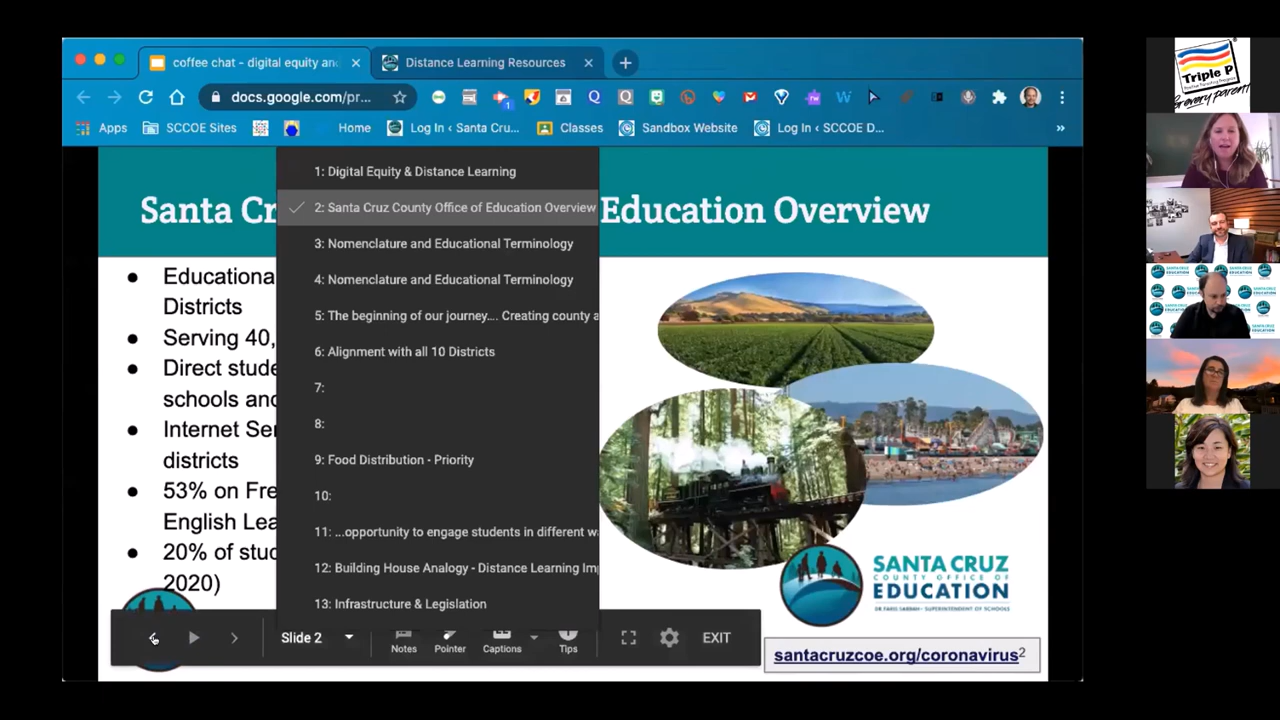 coffee chat - digital equity and
Distance Learning Resources
docs.google.com/pr...
Apps
SCCOE Sites
Home
Log In ‹ Santa Cru...
Classes
Sandbox Website
Log In ‹ SCCOE D...
»
Santa Cr
Education Overview
1: Digital Equity & Distance Learning
2: Santa Cruz County Office of Education Overview
3: Nomenclature and Educational Terminology
4: Nomenclature and Educational Terminology
5: The beginning of our journey.... Creating county a
6: Alignment with all 10 Districts
7:
8:
9: Food Distribution - Priority
10:
11: ...opportunity to engage students in different wa
12: Building House Analogy - Distance Learning Imp
13: Infrastructure & Legislation
● Educationa
Districts
● Serving 40,
● Direct stude
schools and
● Internet Ser
districts
● 53% on Fre
English Lea
● 20% of stud
2020)
SANTA CRUZ
COUNTY OFFICE OF
EDUCATION
DR. FARIS SABBAH - SUPERINTENDENT OF SCHOOLS
Slide 2
Notes
Pointer
Captions
Tips
EXIT
santacruzcoe.org/coronavirus2
Triple P
Positive Parenting Program
for every parent
SANTA CRUZ
EDUCATION